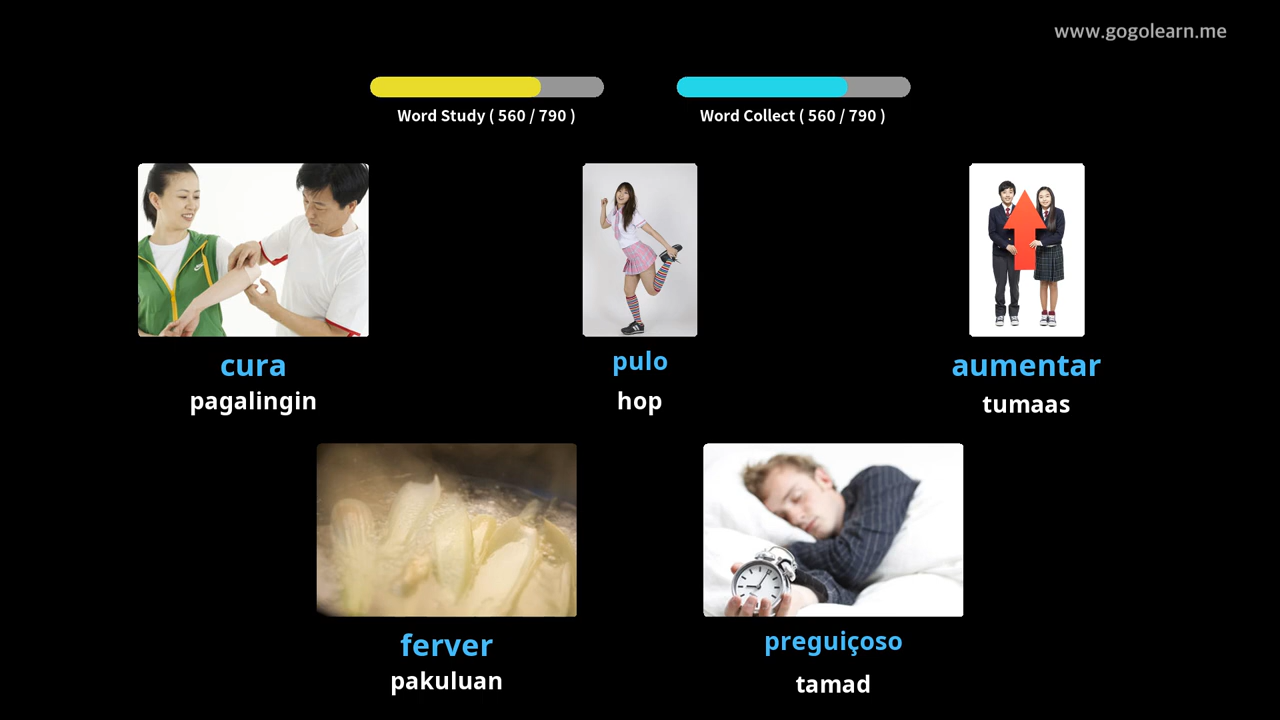 www.gogolearn.me
Word Study ( 560 / 790 )
Word Collect ( 560 / 790 )
cura
pagalingin
pulo
hop
aumentar
tumaas
ferver
pakuluan
preguiçoso
tamad